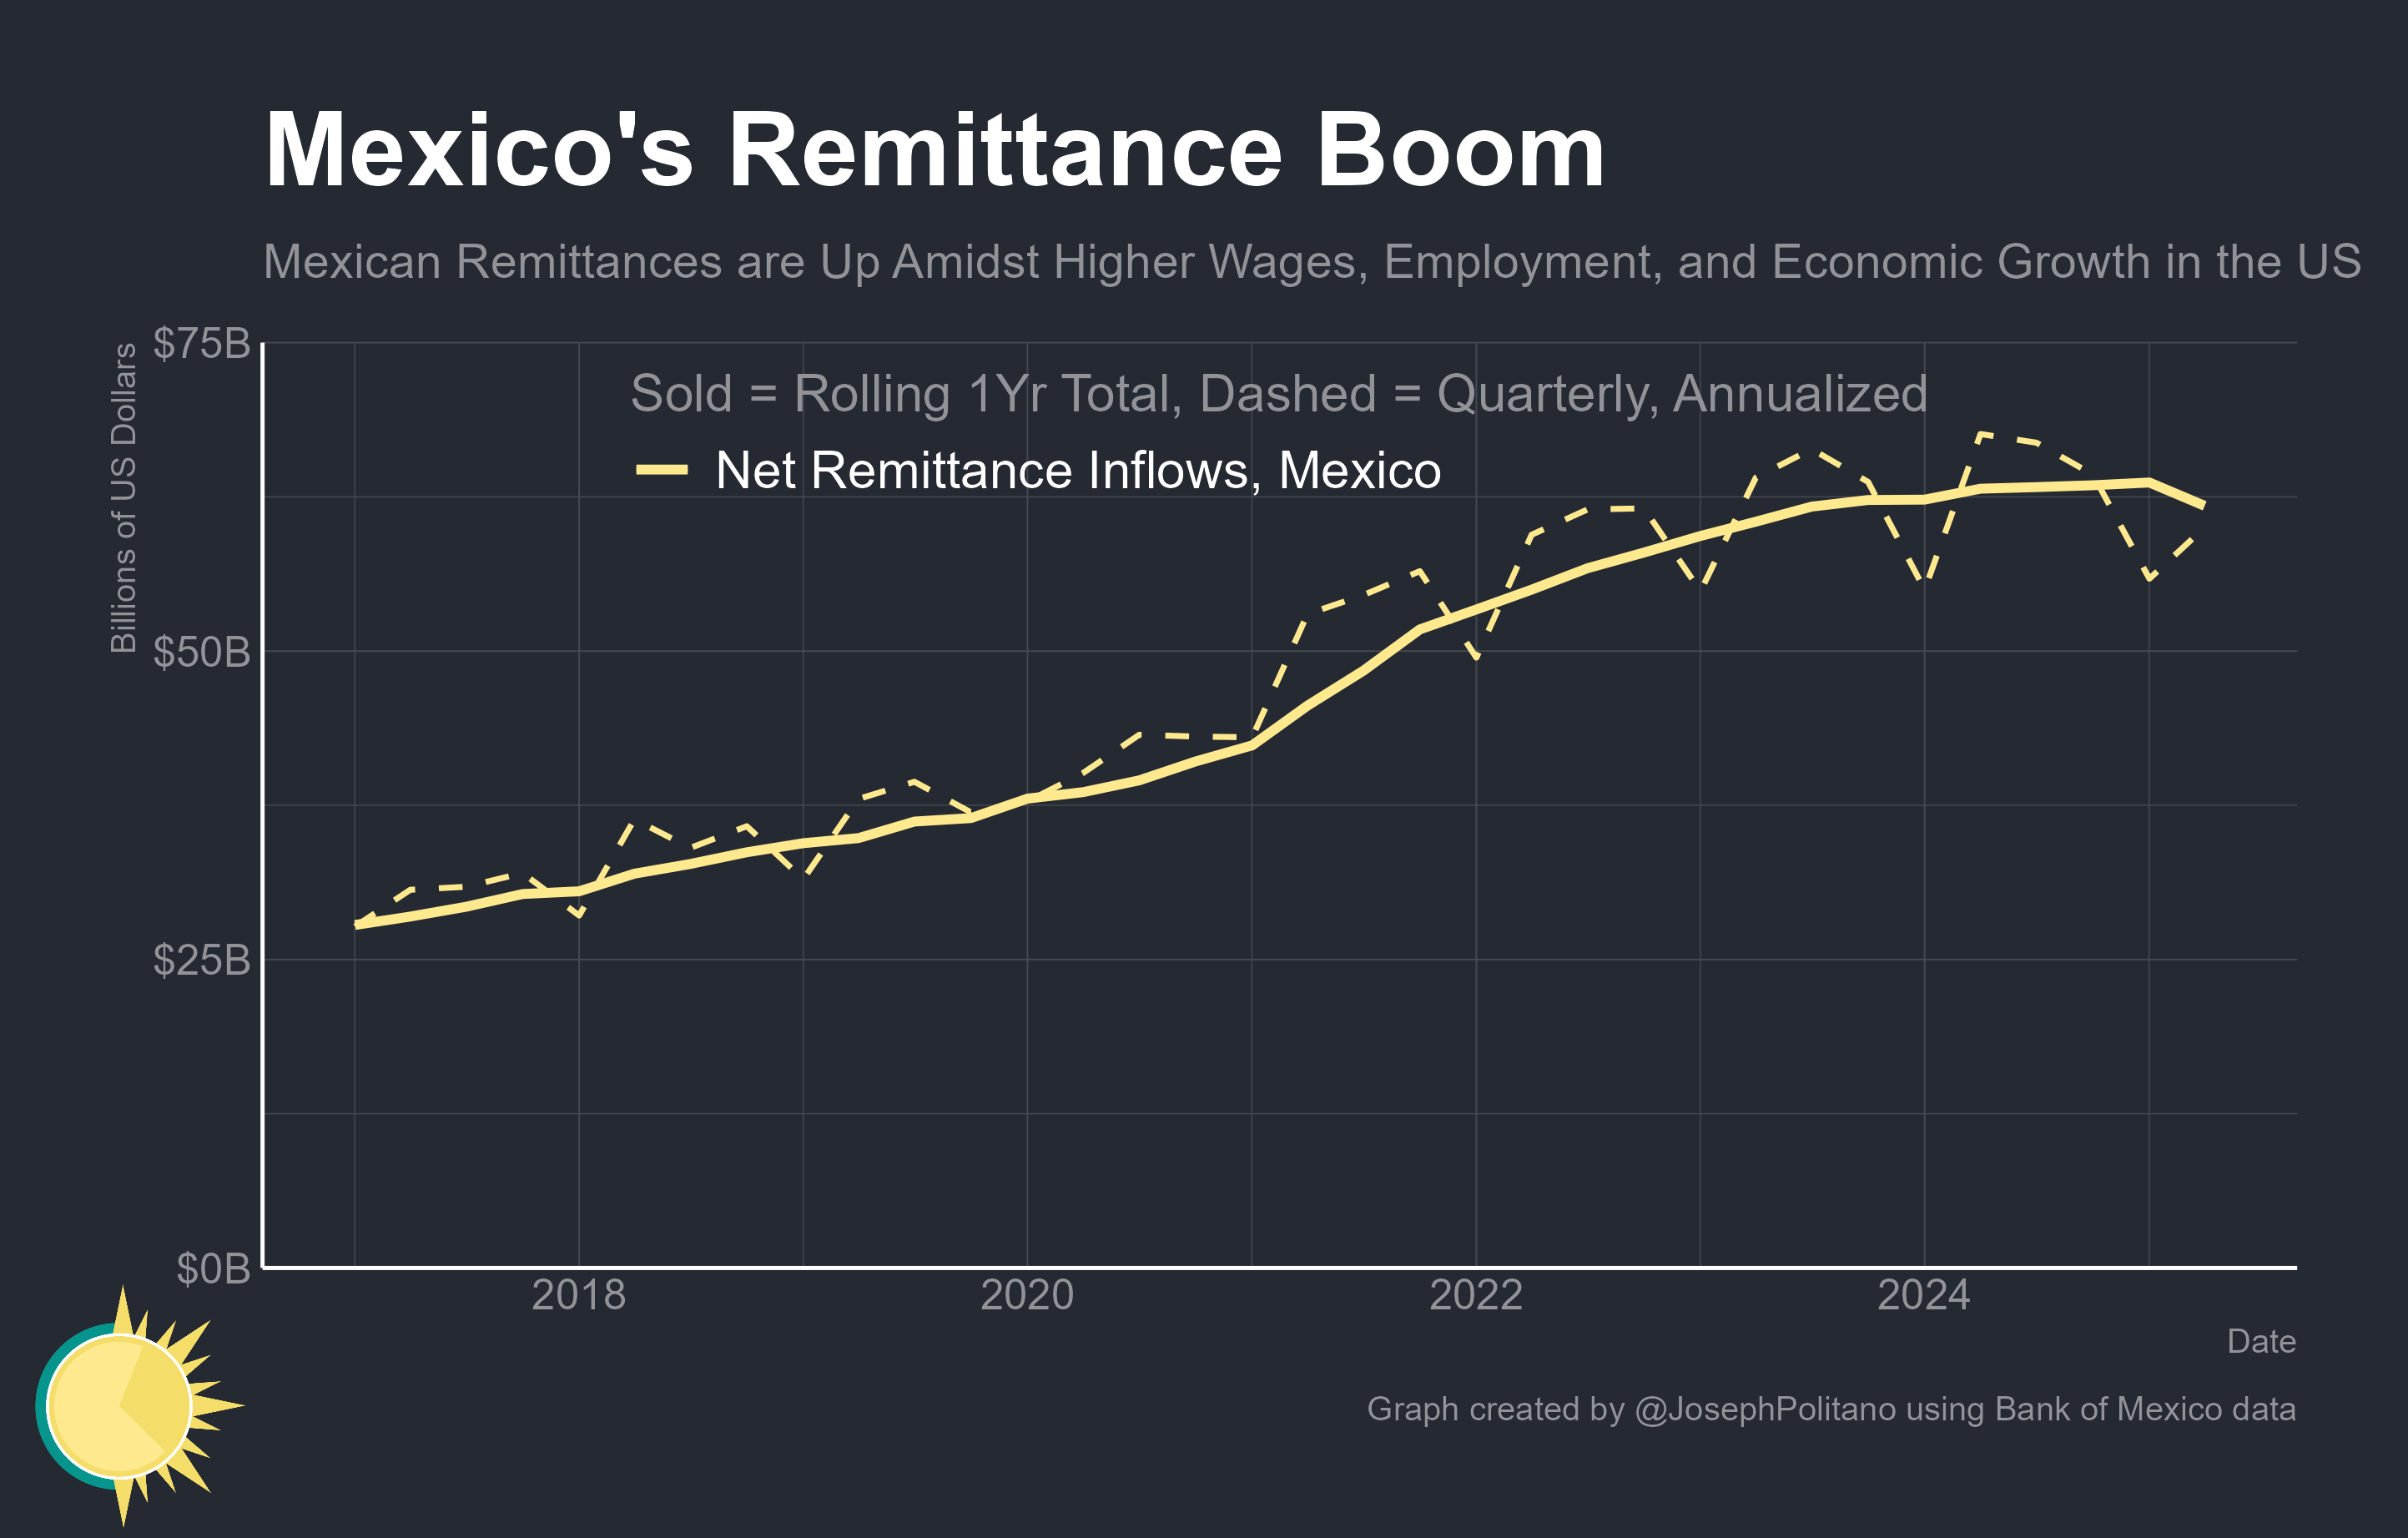 Mexico's Remittance Boom
Mexican Remittances are Up Amidst Higher Wages, Employment, and Economic Growth in the US
Billions of US Dollars
$75B
$50B
$25B
$0B
Sold = Rolling 1Yr Total, Dashed = Quarterly, Annualized
Net Remittance Inflows, Mexico
2018 2020 2022 2024
Date
Graph created by @JosephPolitano using Bank of Mexico data